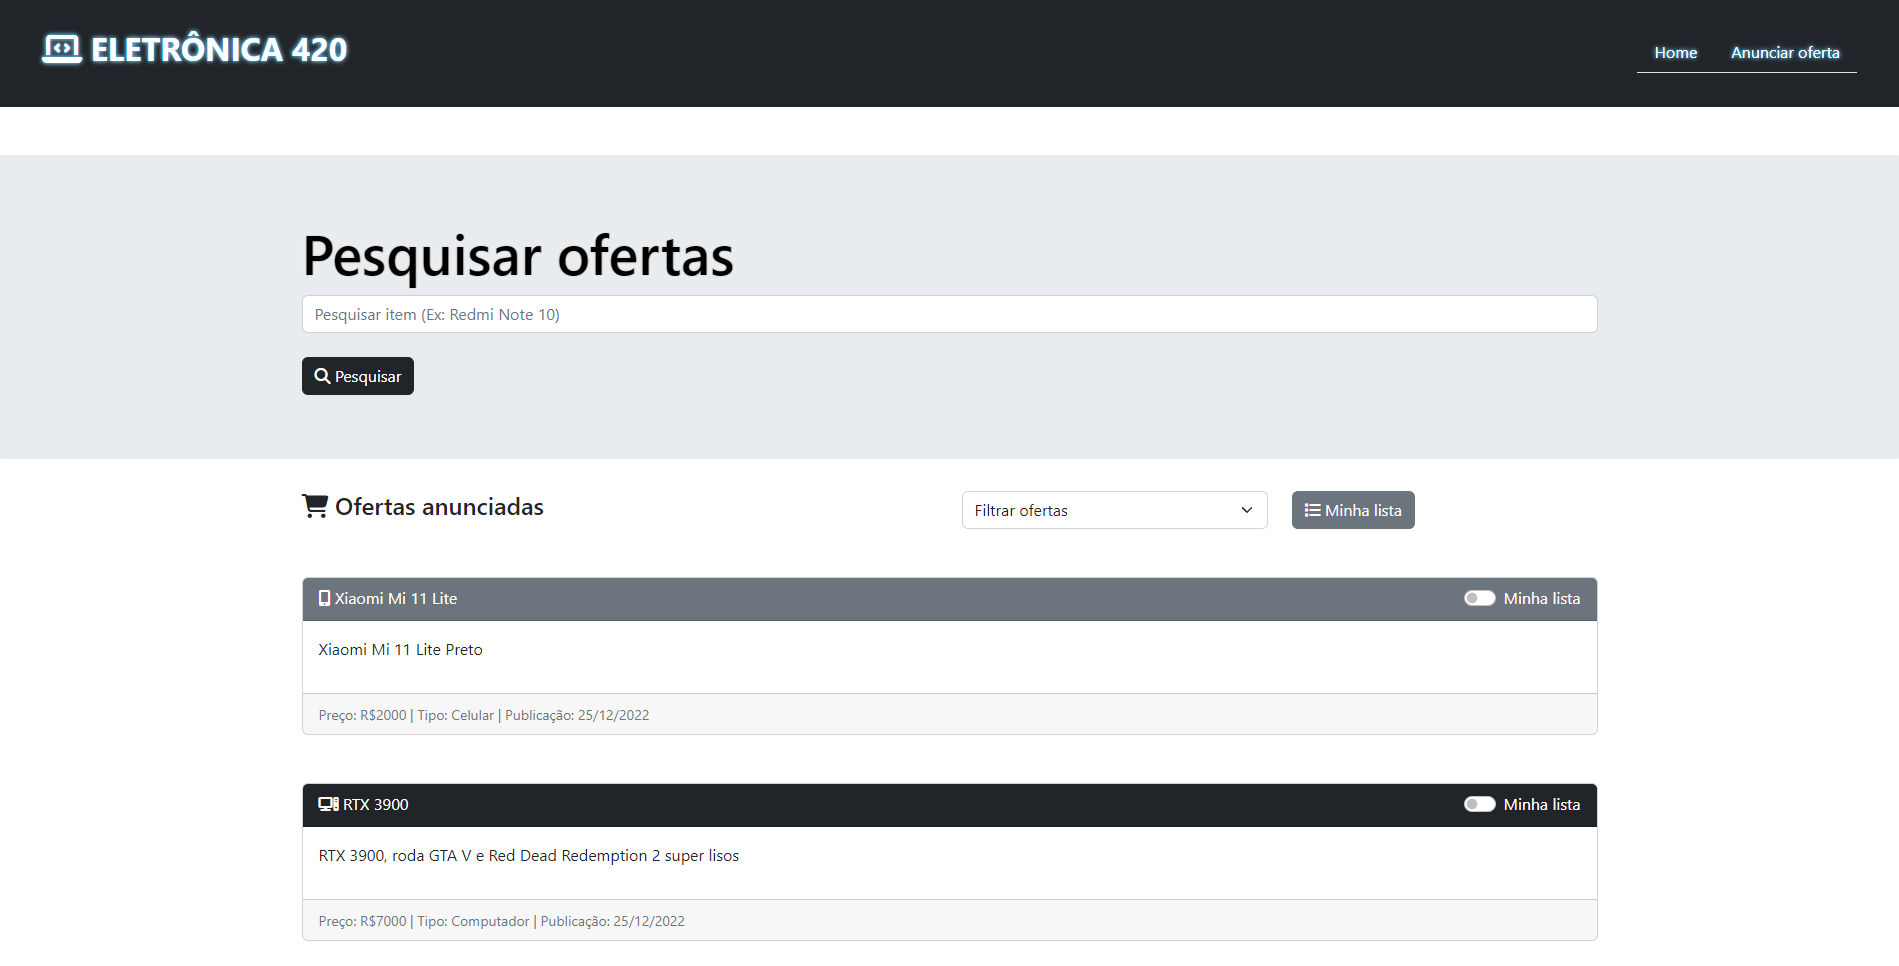 ELETRÔNICA 420
Home Anunciar oferta
Pesquisar ofertas
Pesquisar item (Ex: Redmi Note 10)
Pesquisar
Ofertas anunciadas
Filtrar ofertas
Minha lista
Xiaomi Mi 11 Lite
Minha lista
Xiaomi Mi 11 Lite Preto
Preço: R$2000 | Tipo: Celular | Publicação: 25/12/2022
RTX 3900
Minha lista
RTX 3900, roda GTA V e Red Dead Redemption 2 super lisos
Preço: R$7000 | Tipo: Computador | Publicação: 25/12/2022